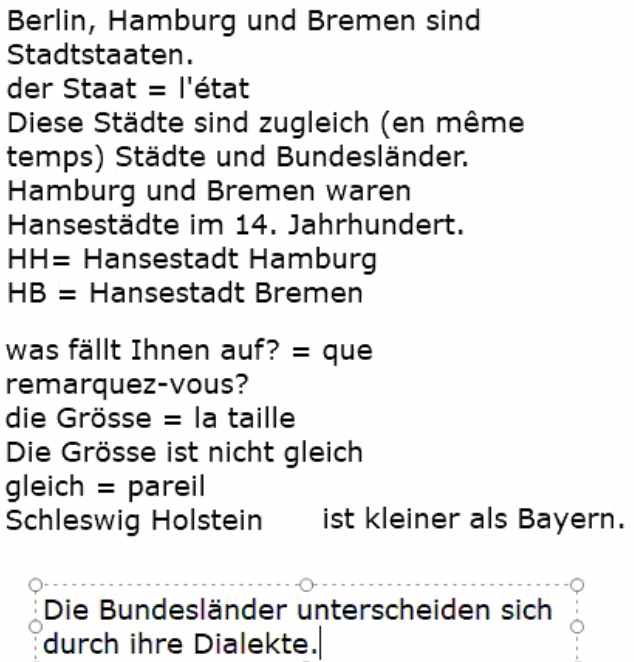 Berlin, Hamburg und Bremen sind
Stadtstaaten.
der Staat = l'état
Diese Städte sind zugleich (en même
temps) Städte und Bundesländer.
Hamburg und Bremen waren
Hansestädte im 14. Jahrhundert.
HH= Hansestadt Hamburg
HB = Hansestadt Bremen
was fällt Ihnen auf? = que
remarquez-vous?
die Grösse = la taille
Die Grösse ist nicht gleich
gleich = pareil
Schleswig Holstein ist kleiner als Bayern.
Die Bundesländer unterscheiden sich
durch ihre Dialekte.